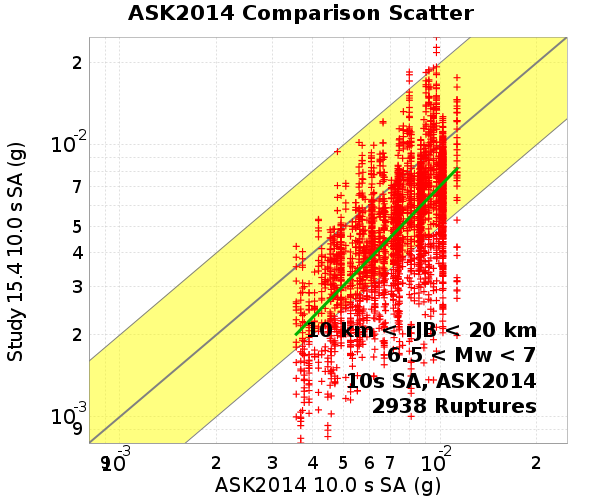 ASK2014 Comparison Scatter
Study 15.4 10.0 s SA (g)
2
10-2
7
5
4
3
2
10-3
9
10 km < rJB < 20 km
6.5 < Mw < 7
10s SA, ASK2014
2938 Ruptures
9 10-3 2 3 4 5 6 7 10-2 2
ASK2014 10.0 s SA (g)